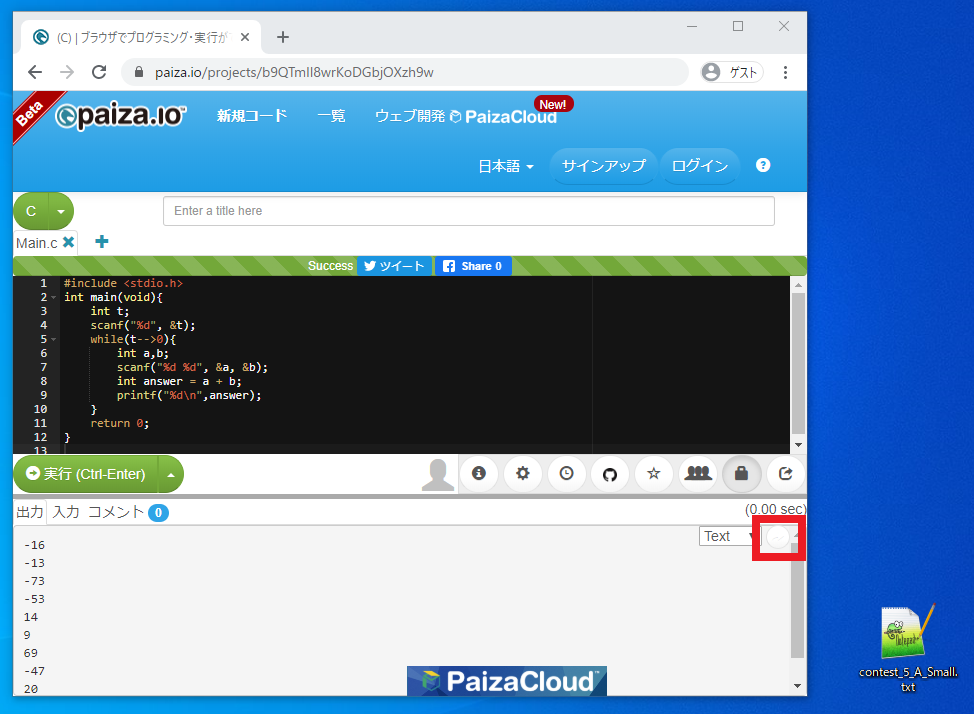 (C) | ブラウザでプログラミング・実行が
paiza.io/projects/b9QTmlI8wrKoDGbjOXzh9w
ゲスト
Beta
paiza.IO
新規コード 一覧 ウェブ開発 PaizaCloud New!
日本語 サインアップ ログイン ?
C
Enter a title here
Main.c
Success ツイート Share 0
1 #include <stdio.h>
2 int main(void){
3 int t;
4 scanf("%d", &t);
5 while(t-->0){
6 int a,b;
7 scanf("%d %d", &a, &b);
8 int answer = a + b;
9 printf("%d\n",answer);
10 }
11 return 0;
12 }
13
実行 (Ctrl-Enter)
出力 入力 コメント 0
(0.00 sec)
Text
-16
-13
-73
-53
14
9
69
-47
20
PaizaCloud
Notepad++
contest_5_A_Small.
txt